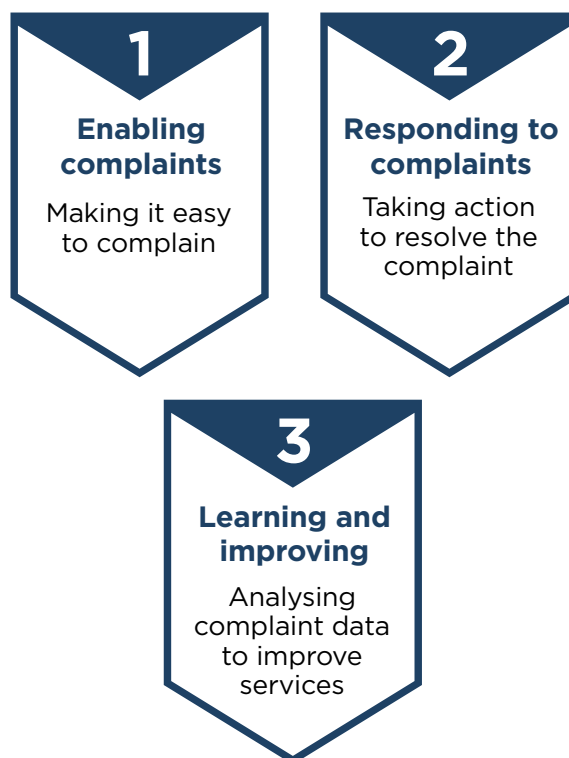 1
Enabling
complaints
Making it easy
to complain
2
Responding to
complaints
Taking action
to resolve the
complaint
3
Learning and
improving
Analysing
complaint data
to improve
services